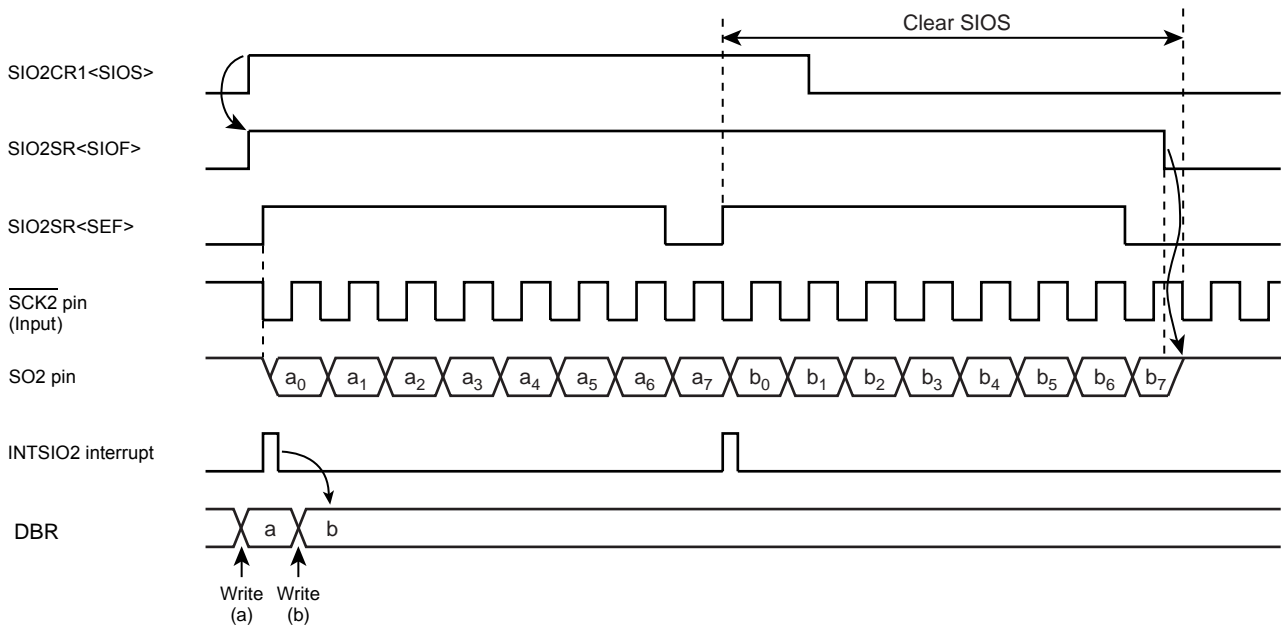 Clear SIOS
SIO2CR1<SIOS>
SIO2SR<SIOF>
SIO2SR<SEF>
SCK2 pin
(Input)
SO2 pin
a0 a1 a2 a3 a4 a5 a6 a7 b0 b1 b2 b3 b4 b5 b6 b7
INTSIO2 interrupt
DBR
a b
Write Write
(a) (b)